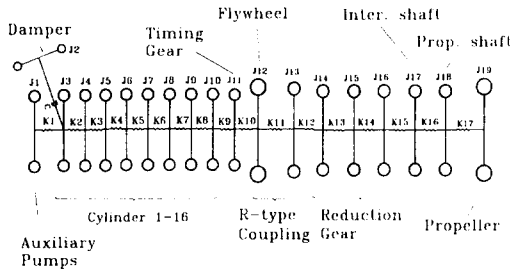 Flywheel
Inter. shaft
Damper
Timing
Gear
Prop. shaft
J2
J1 J3 J4 J5 J6 J7 J8 J9 J10 J11 J12 J13 J14 J15 J16 J17 J18 J19
K1 K2 K3 K4 K5 K6 K7 K8 K9 K10 K11 K12 K13 K14 K15 K16 K17
Cylinder 1-16
R-type
Coupling
Reduction
Gear
Propeller
Auxiliary
Pumps